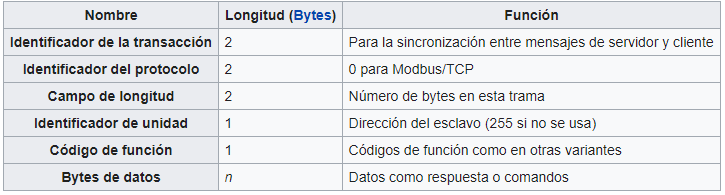 Nombre Longitud (Bytes) Función
Identificador de la transacción 2 Para la sincronización entre mensajes de servidor y cliente
Identificador del protocolo 2 0 para Modbus/TCP
Campo de longitud 2 Número de bytes en esta trama
Identificador de unidad 1 Dirección del esclavo (255 si no se usa)
Código de función 1 Códigos de función como en otras variantes
Bytes de datos n Datos como respuesta o comandos